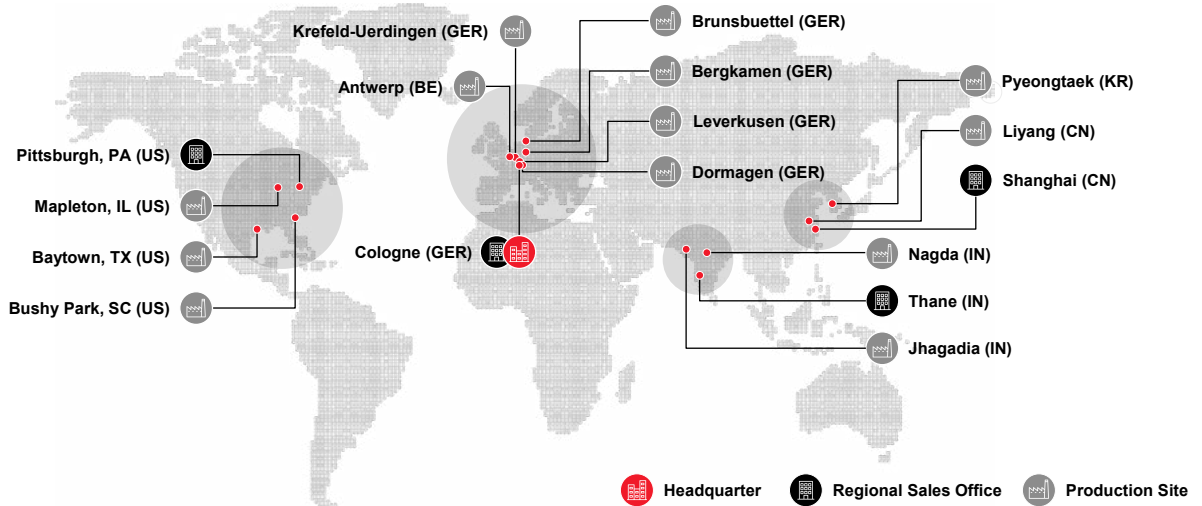 Krefeld-Uerdingen (GER)
Antwerp (BE)
Brunsbuettel (GER)
Bergkamen (GER)
Leverkusen (GER)
Dormagen (GER)
Pyeongtaek (KR)
Liyang (CN)
Shanghai (CN)
Pittsburgh, PA (US)
Mapleton, IL (US)
Baytown, TX (US)
Bushy Park, SC (US)
Cologne (GER)
Nagda (IN)
Thane (IN)
Jhagadia (IN)
Headquarter
Regional Sales Office
Production Site